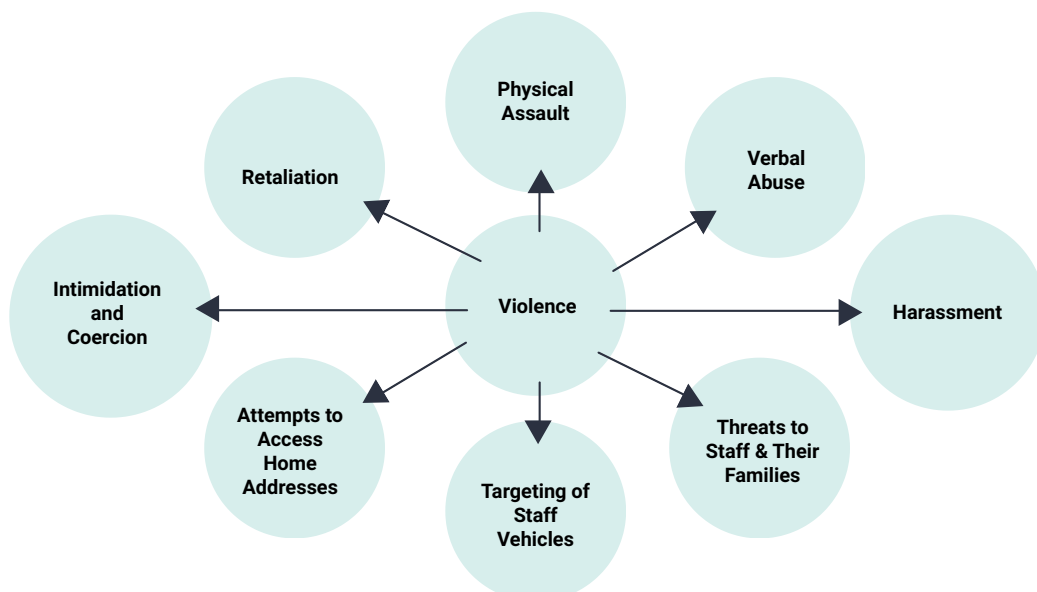 Physical
Assault
Verbal
Abuse
Retaliation
Intimidation
and
Coercion
Violence
Harassment
Attempts to
Access
Home
Addresses
Threats to
Staff & Their
Families
Targeting of
Staff
Vehicles